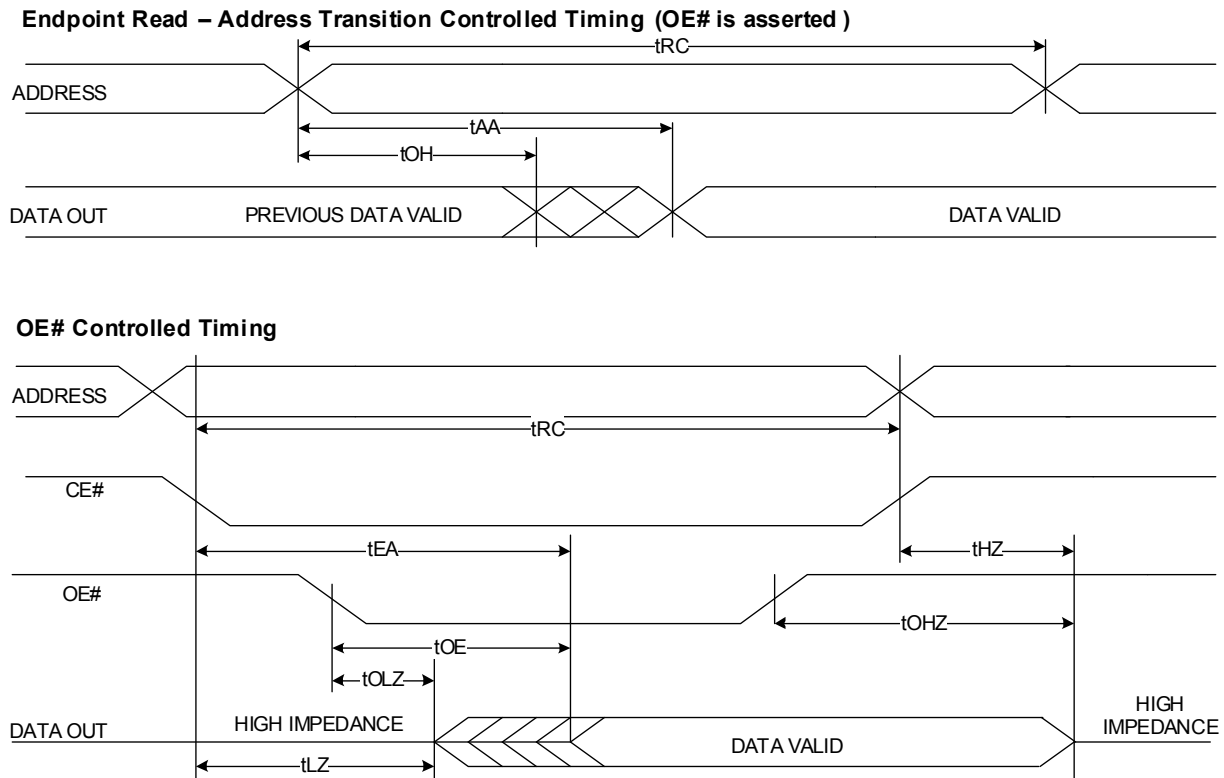 Endpoint Read – Address Transition Controlled Timing (OE# is asserted )
tRC
ADDRESS
tAA
tOH
DATA OUT
PREVIOUS DATA VALID
DATA VALID
OE# Controlled Timing
ADDRESS
tRC
CE#
tEA
tHZ
OE#
tOHZ
tOE
tOLZ
DATA OUT
HIGH IMPEDANCE
DATA VALID
HIGH
IMPEDANCE
tLZ